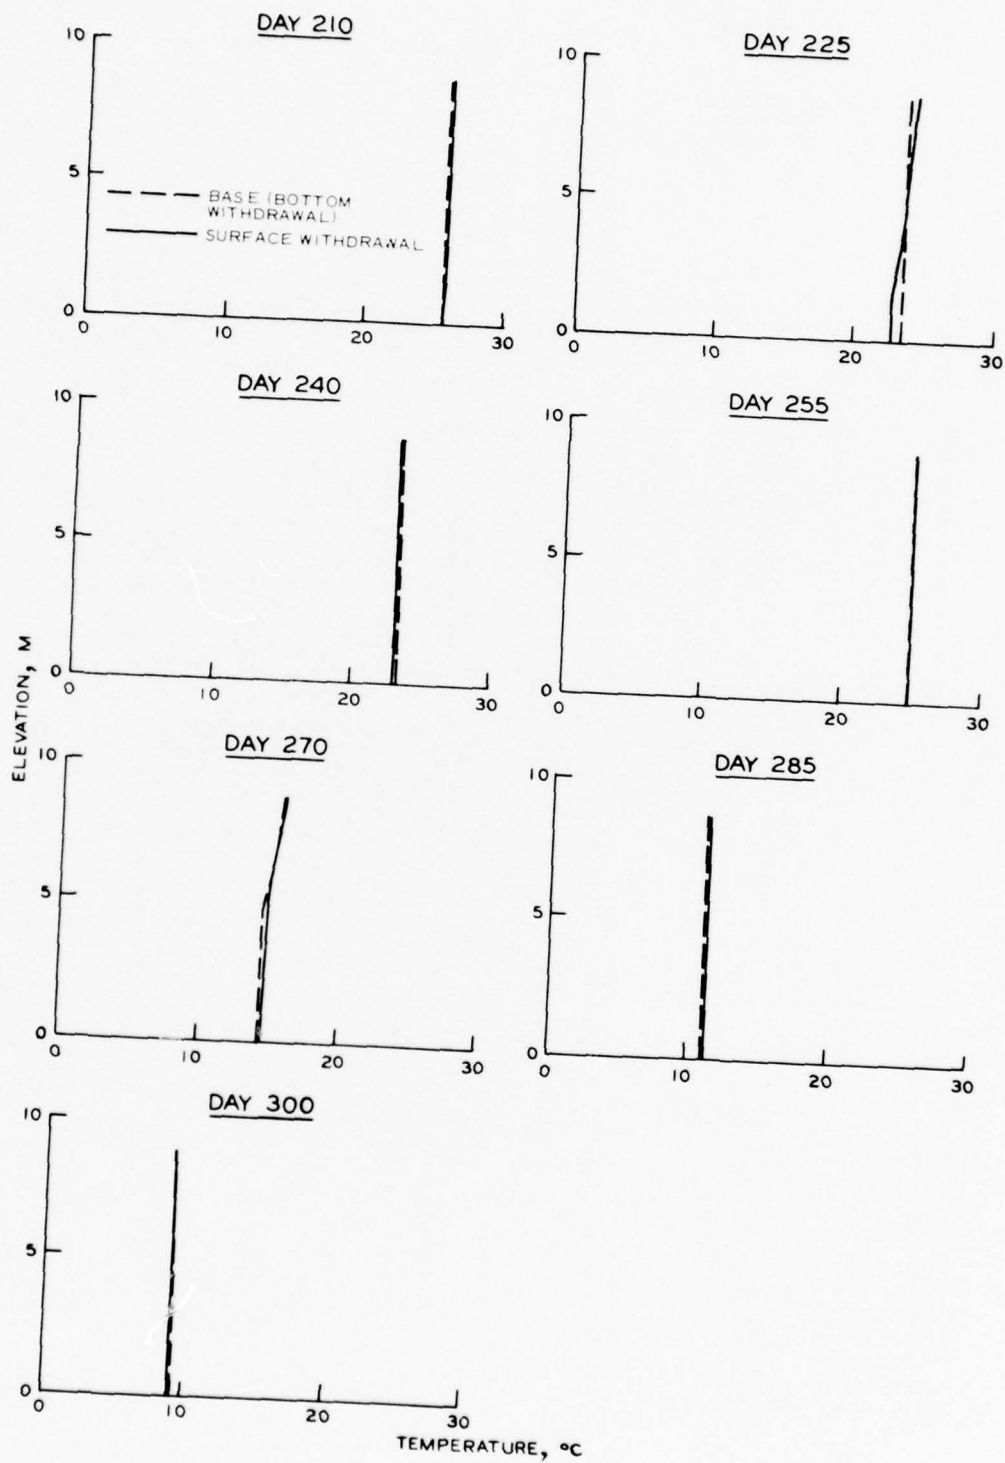 DAY 210
10
5
0
BASE (BOTTOM
WITHDRAWAL)
SURFACE WITHDRAWAL
0 10 20 30
DAY 225
10
5
0
0 10 20 30
DAY 240
10
5
0
0 10 20 30
DAY 255
10
5
0
0 10 20 30
ELEVATION, M
DAY 270
10
5
0
0 10 20 30
DAY 285
10
5
0
0 10 20 30
DAY 300
10
5
0
0 10 20 30
TEMPERATURE, °C